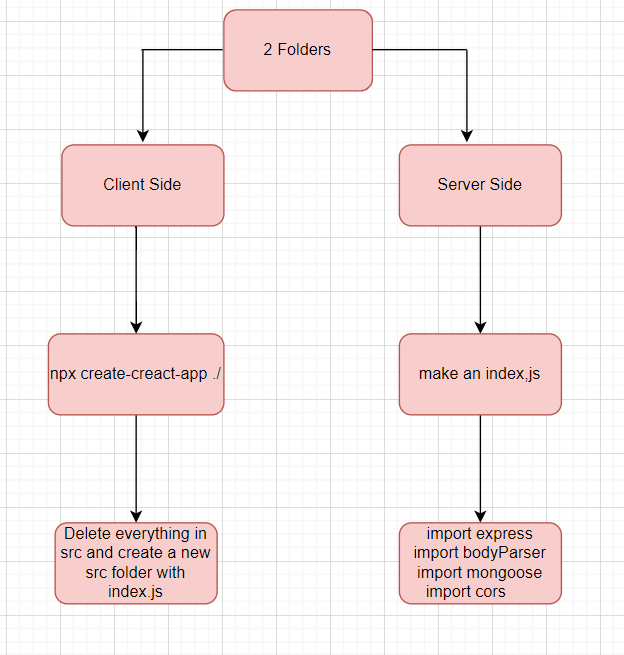 2 Folders
Client Side
Server Side
npx create-creact-app ./
make an index,js
Delete everything in
src and create a new
src folder with
index.js
import express
import bodyParser
import mongoose
import cors